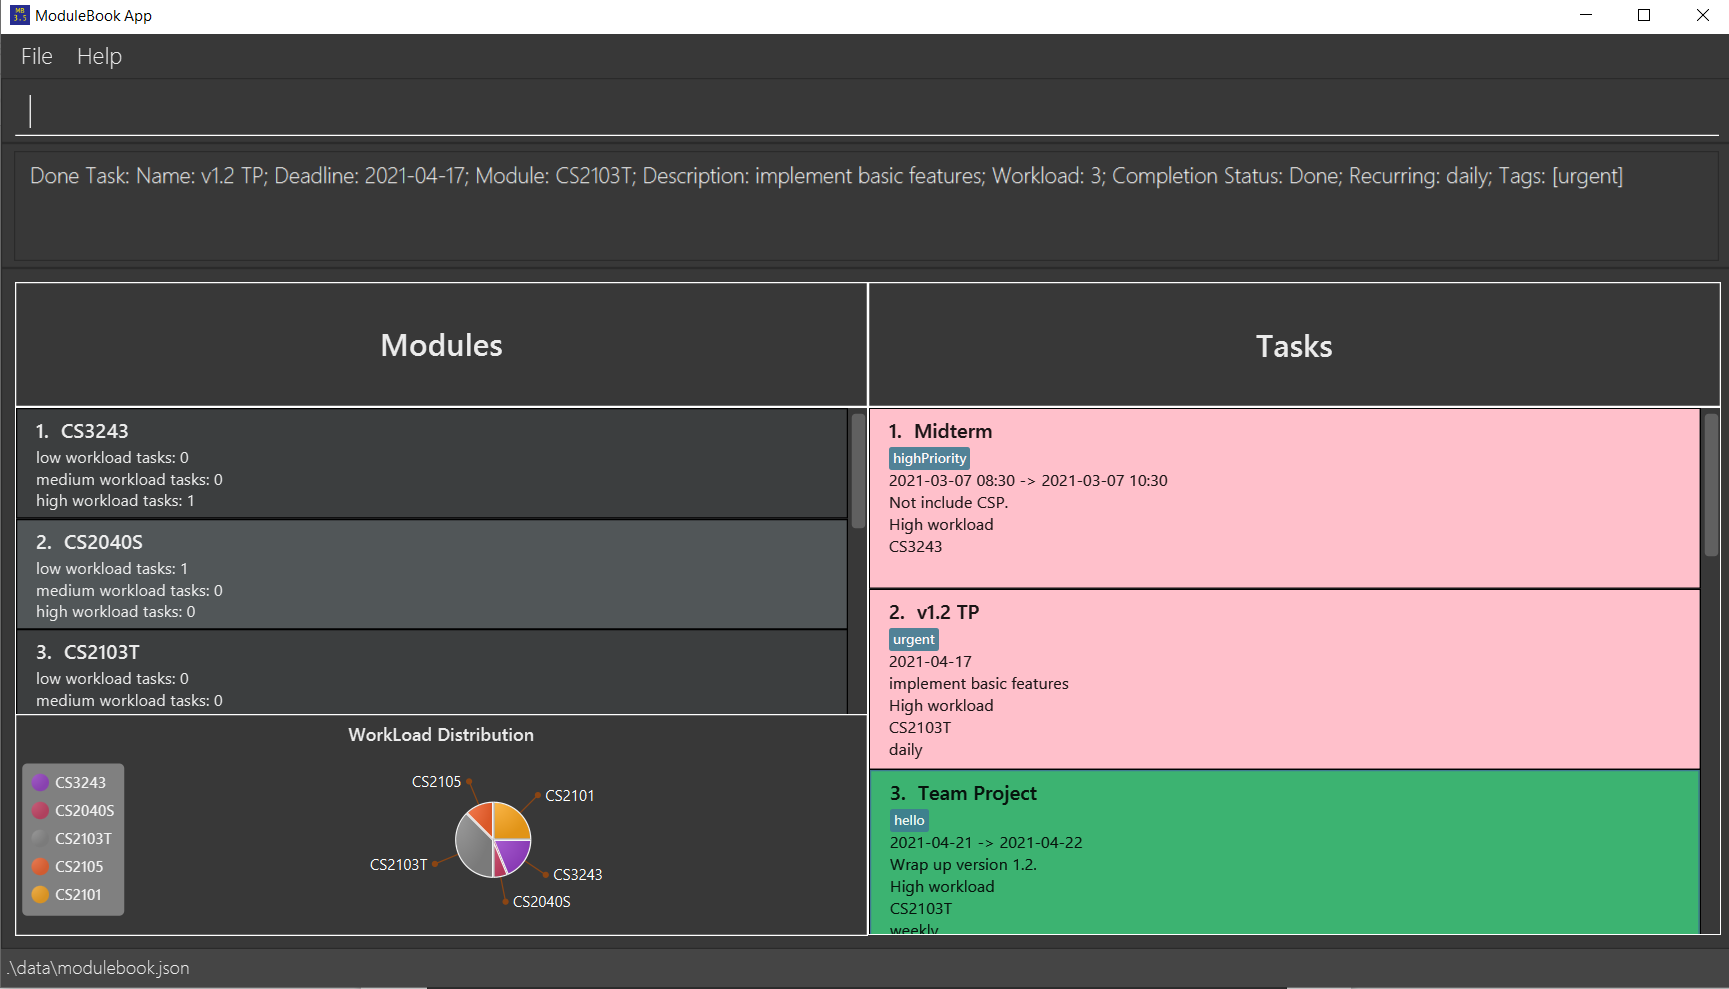 MB
3.5
ModuleBook App
File Help
Done Task: Name: v1.2 TP; Deadline: 2021-04-17; Module: CS2103T; Description: implement basic features; Workload: 3; Completion Status: Done; Recurring: daily; Tags: [urgent]
Modules
1. CS3243
low workload tasks: 0
medium workload tasks: 0
high workload tasks: 1
2. CS2040S
low workload tasks: 1
medium workload tasks: 0
high workload tasks: 0
3. CS2103T
low workload tasks: 0
medium workload tasks: 0
WorkLoad Distribution
CS3243
CS2040S
CS2103T
CS2105
CS2101
CS2105
CS2101
CS2103T
CS3243
CS2040S
Tasks
1. Midterm
highPriority
2021-03-07 08:30 -> 2021-03-07 10:30
Not include CSP.
High workload
CS3243
2. v1.2 TP
urgent
2021-04-17
implement basic features
High workload
CS2103T
daily
3. Team Project
hello
2021-04-21 -> 2021-04-22
Wrap up version 1.2.
High workload
CS2103T
weekly
.\data\modulebook.json